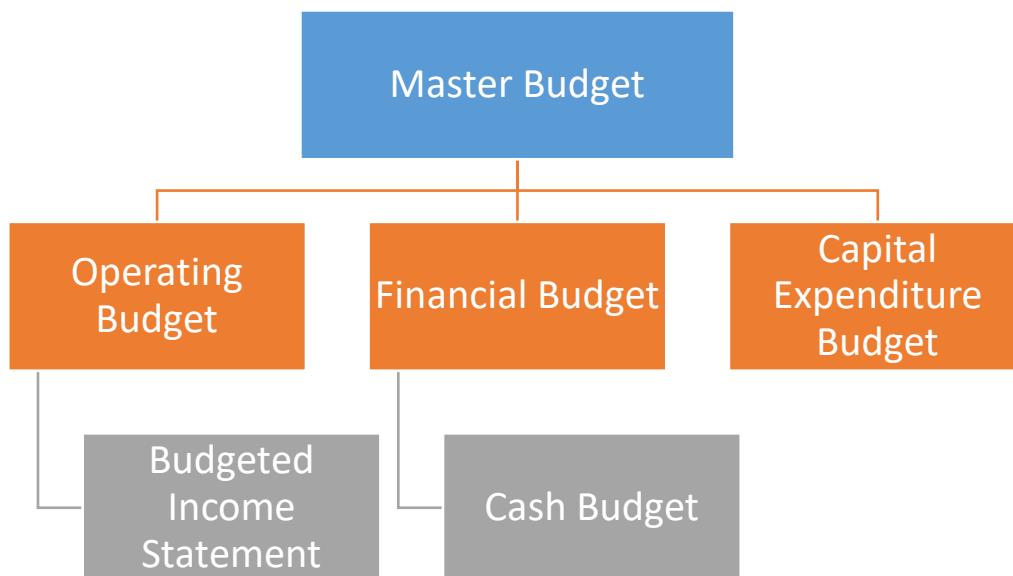 Master Budget
Operating
Budget
Financial Budget
Capital
Expenditure
Budget
Budgeted
Income
Statement
Cash Budget